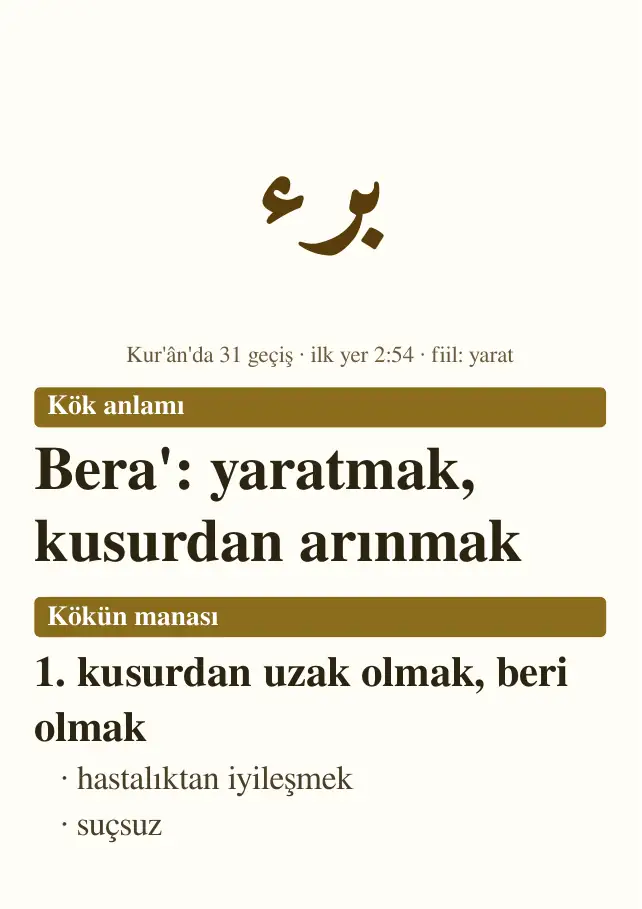 برء
Kur'ân'da 31 geçiş · ilk yer 2:54 · fiil: yarat
Kök anlamı
Bera': yaratmak,
kusurdan arınmak
Kökün manası
1. kusurdan uzak olmak, beri
olmak
· hastalıktan iyileşmek
· suçsuz